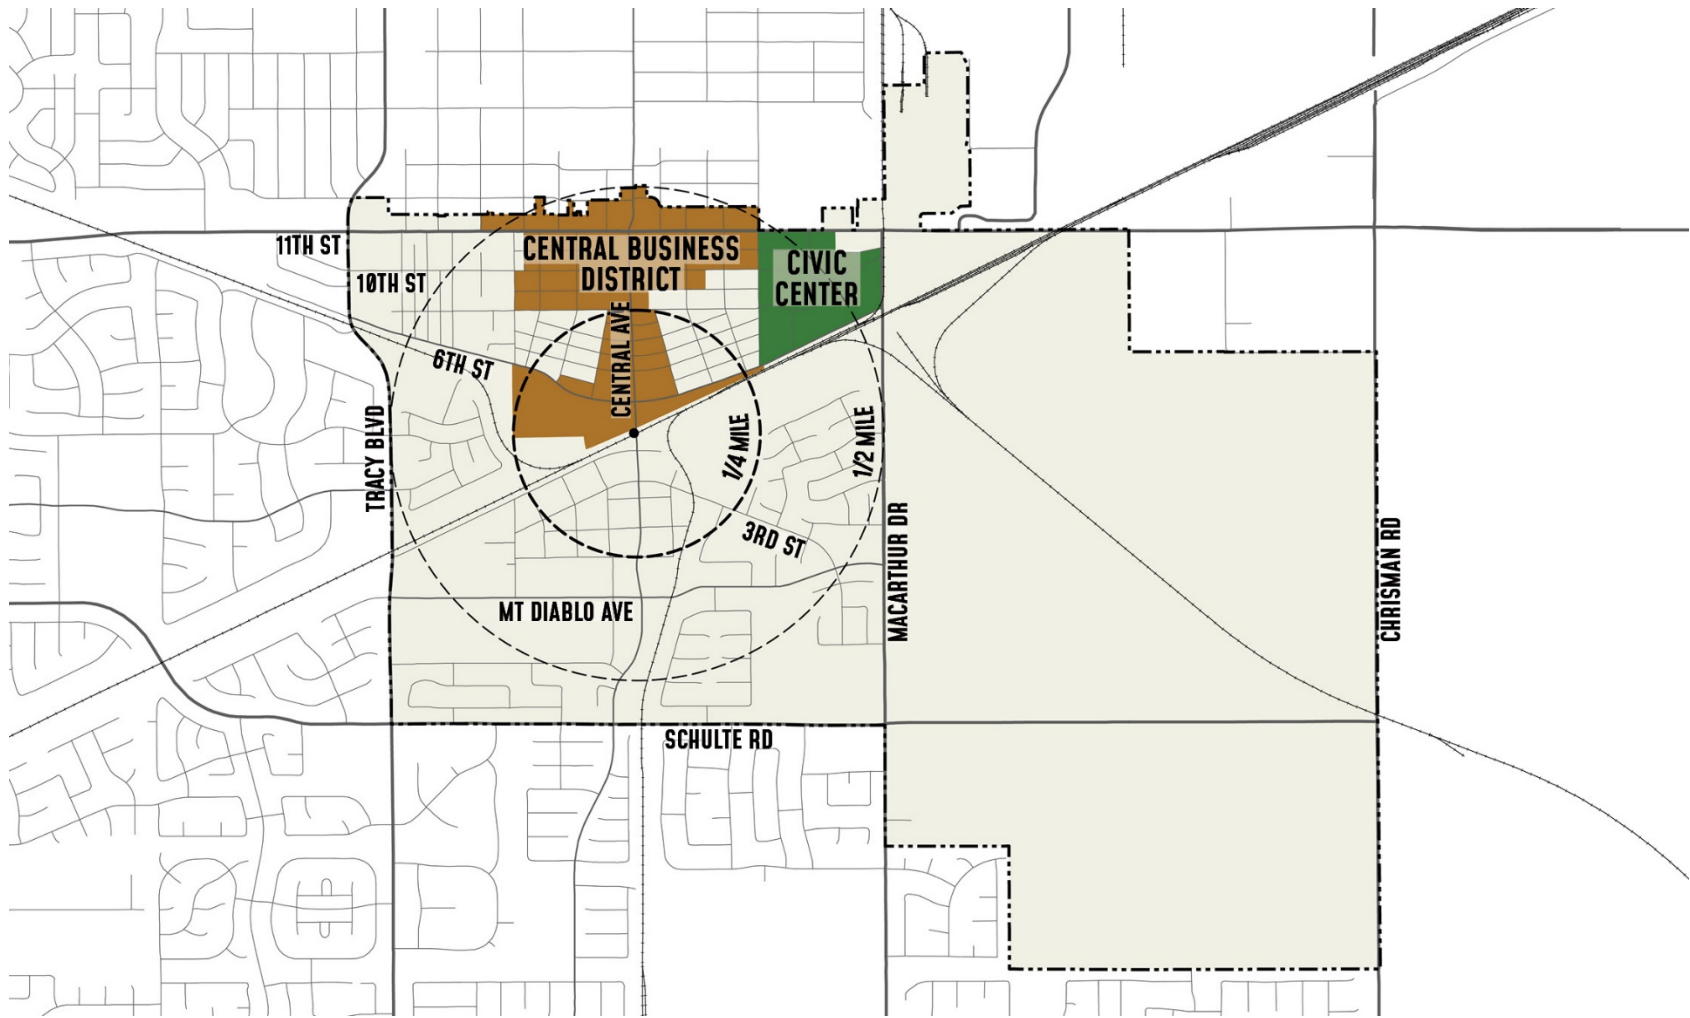 11TH ST
CENTRAL BUSINESS
DISTRICT
CIVIC
CENTER
10TH ST
6TH ST
CENTRAL AVE
TRACY BLVD
1/4 MILE
1/2 MILE
3RD ST
MACARTHUR DR
CHRISMAN RD
MT DIABLO AVE
SCHULTE RD